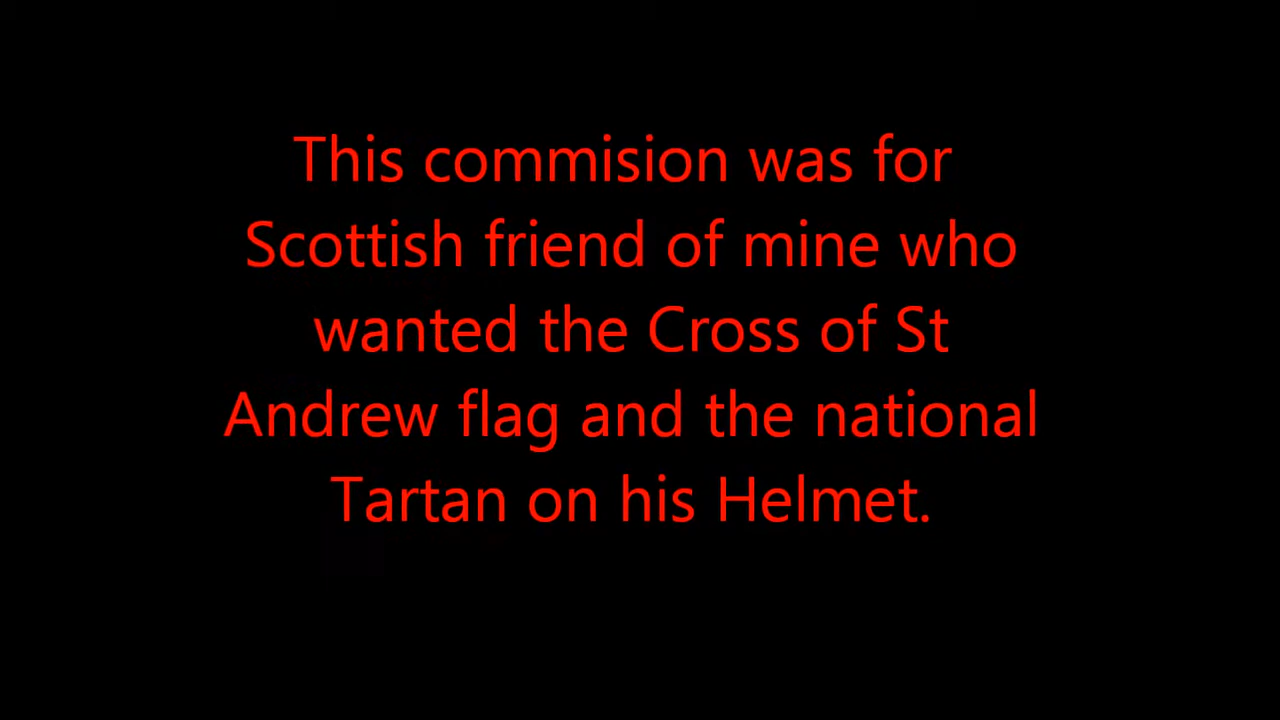 This commision was for
Scottish friend of mine who
wanted the Cross of St
Andrew flag and the national
Tartan on his Helmet.